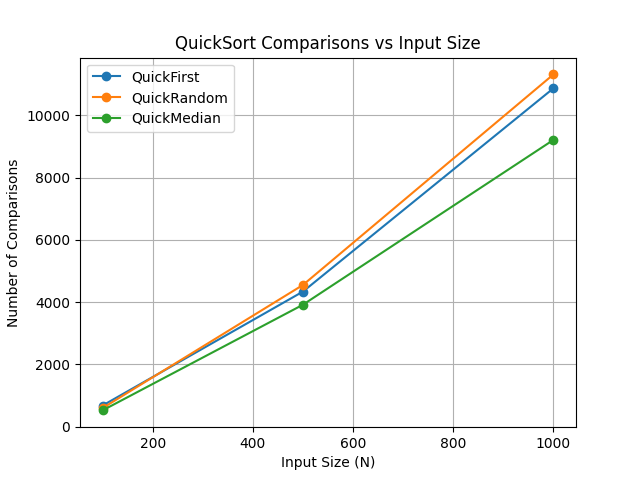 QuickSort Comparisons vs Input Size
QuickFirst
QuickRandom
QuickMedian
Number of Comparisons
10000
8000
6000
4000
2000
0
200 400 600 800 1000
Input Size (N)